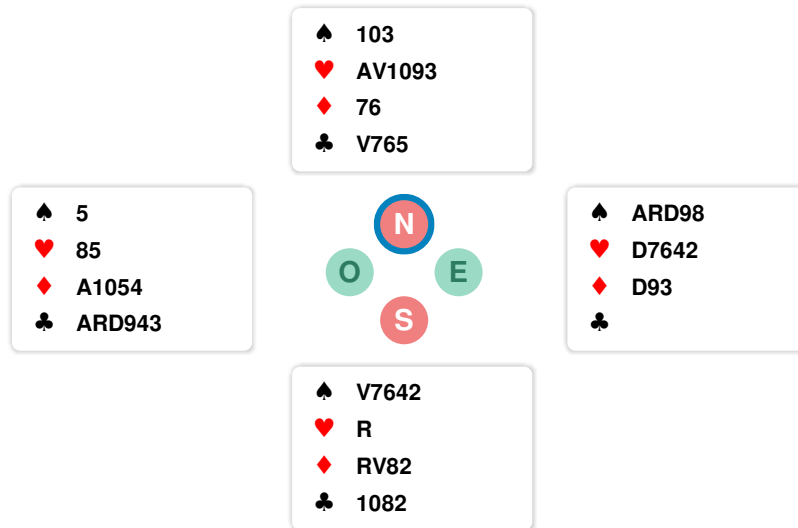 ♠ 103
♥ AV1093
♦ 76
♣ V765
♠ 5
♥ 85
♦ A1054
♣ ARD943
N
O E
S
♠ ARD98
♥ D7642
♦ D93
♣
♠ V7642
♥ R
♦ RV82
♣ 1082